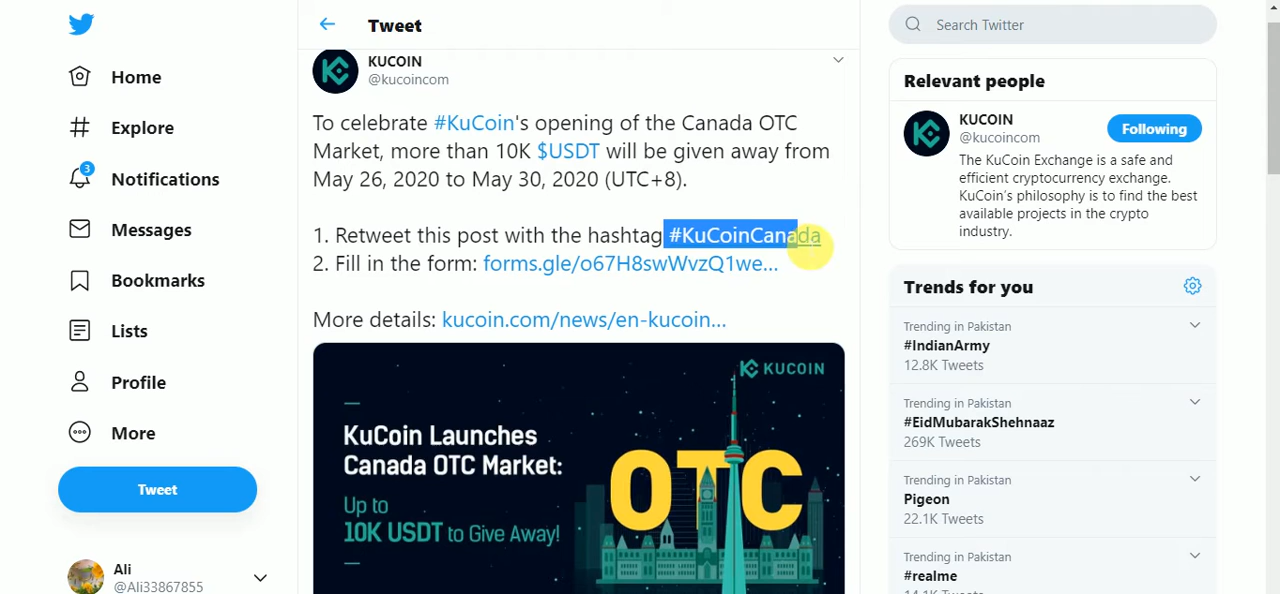 Tweet
Search Twitter
KUCOIN
@kucoincom
To celebrate #KuCoin's opening of the Canada OTC
Market, more than 10K $USDT will be given away from
May 26, 2020 to May 30, 2020 (UTC+8).
1. Retweet this post with the hashtag #KuCoinCanada
2. Fill in the form: forms.gle/o67H8swWvzQ1we...
More details: kucoin.com/news/en-kucoin...
KUCOIN
KuCoin Launches
Canada OTC Market:
Up to
10K USDT to Give Away!
OTC
Home
Explore
3
Notifications
Messages
Bookmarks
Lists
Profile
More
Tweet
Ali
@Ali33867855
Relevant people
KUCOIN
@kucoincom
Following
The KuCoin Exchange is a safe and
efficient cryptocurrency exchange.
KuCoin's philosophy is to find the best
available projects in the crypto
industry.
Trends for you
Trending in Pakistan
#IndianArmy
12.8K Tweets
Trending in Pakistan
#EidMubarakShehnaaz
269K Tweets
Trending in Pakistan
Pigeon
22.1K Tweets
Trending in Pakistan
#realme
14.1K Tweets